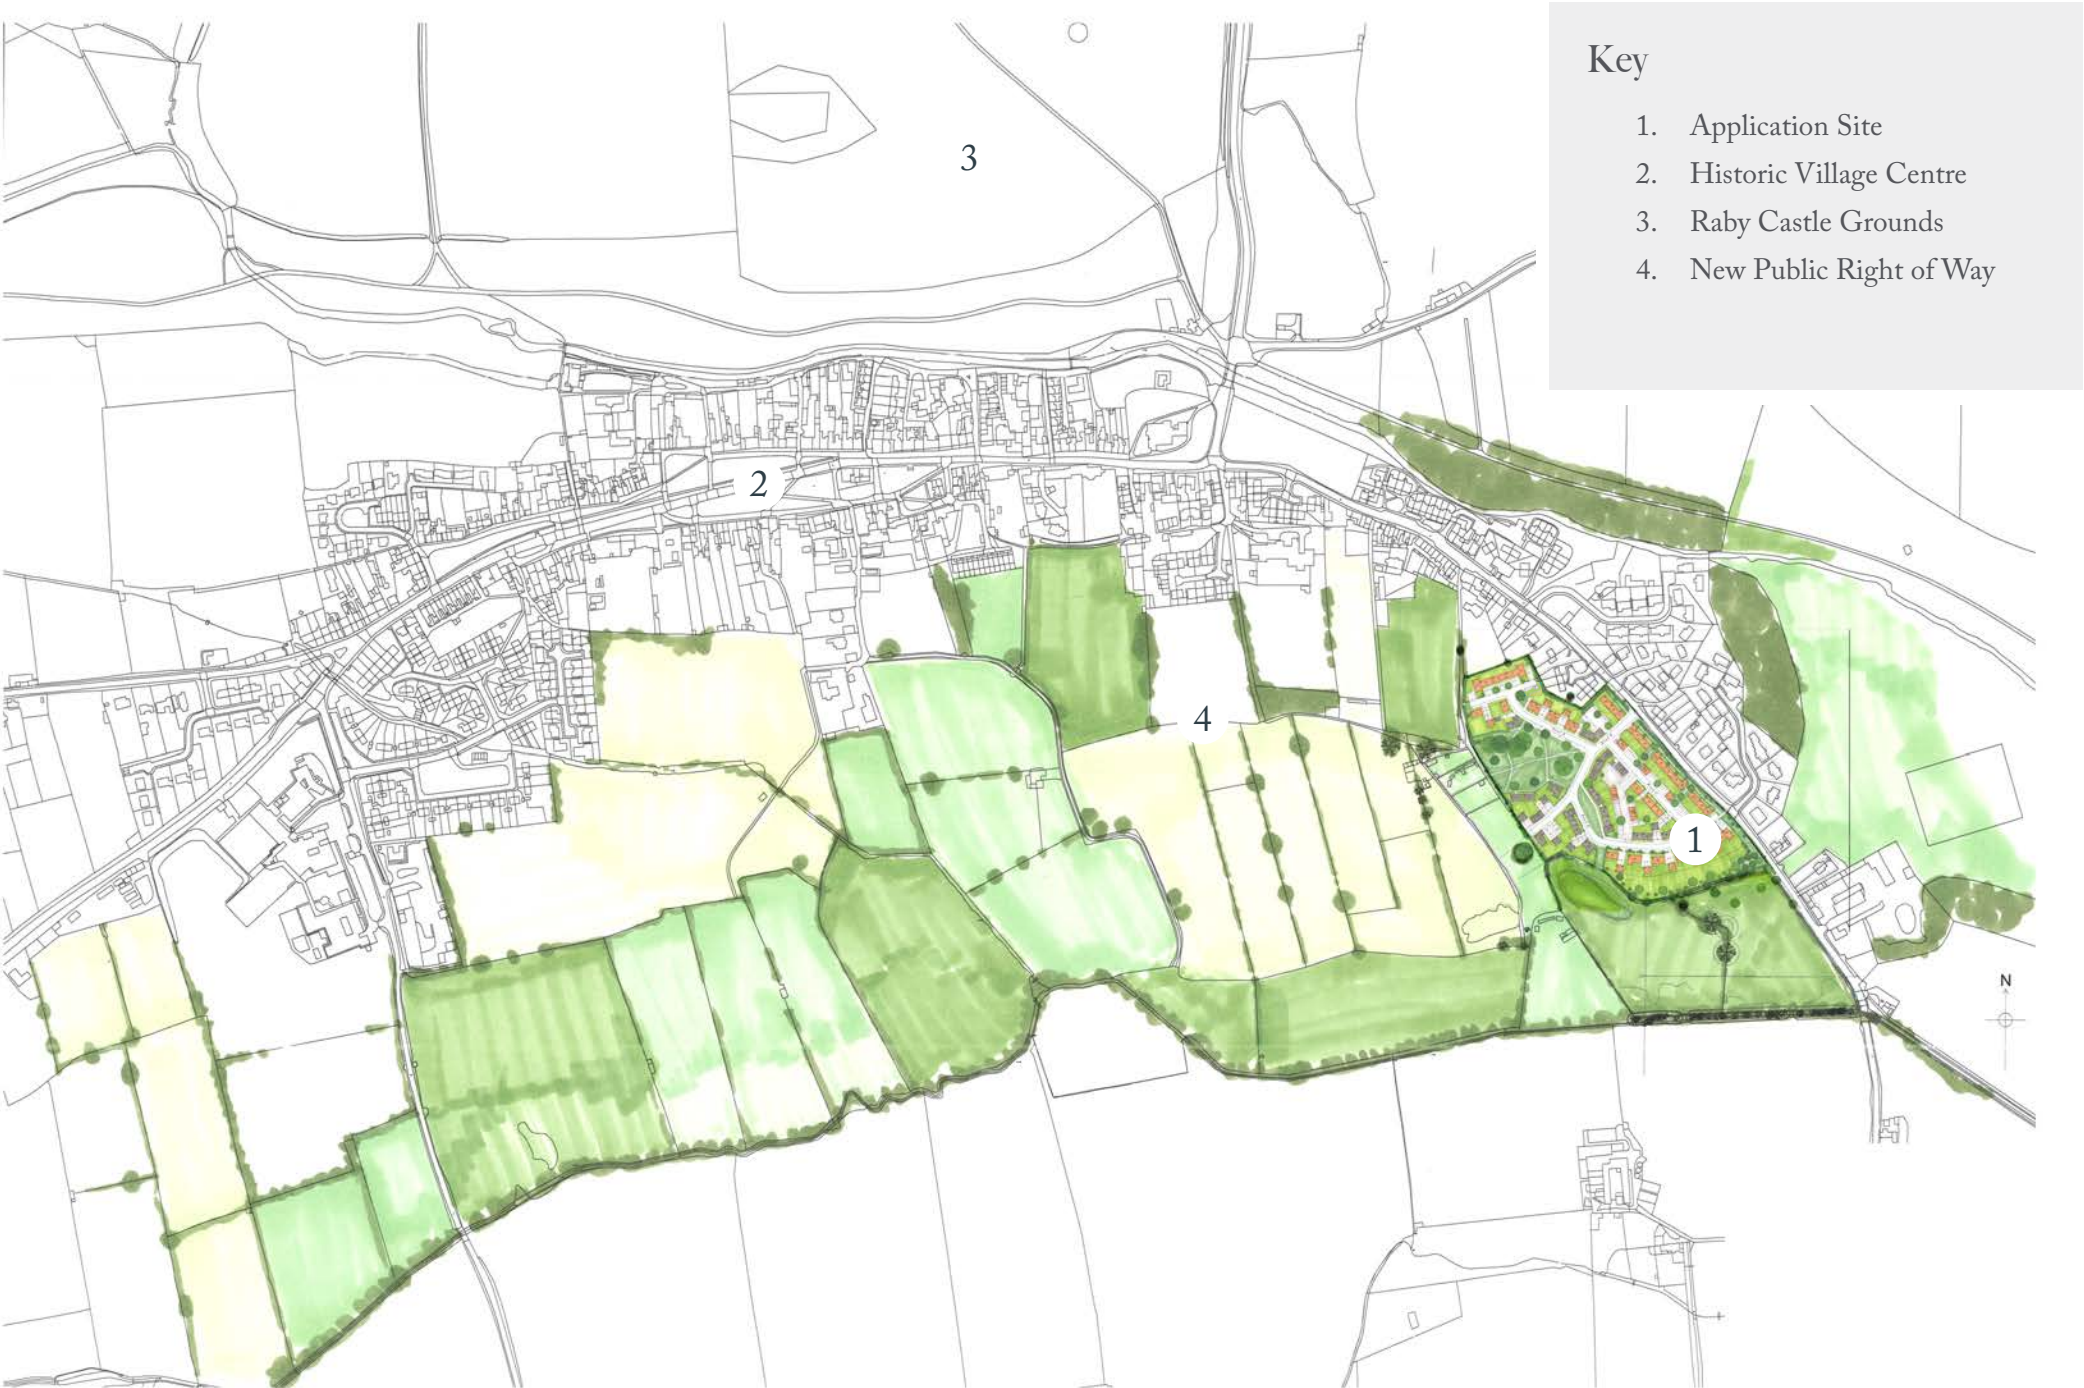 Key
1. Application Site
2. Historic Village Centre
3. Raby Castle Grounds
4. New Public Right of Way
3
2
4
1
N